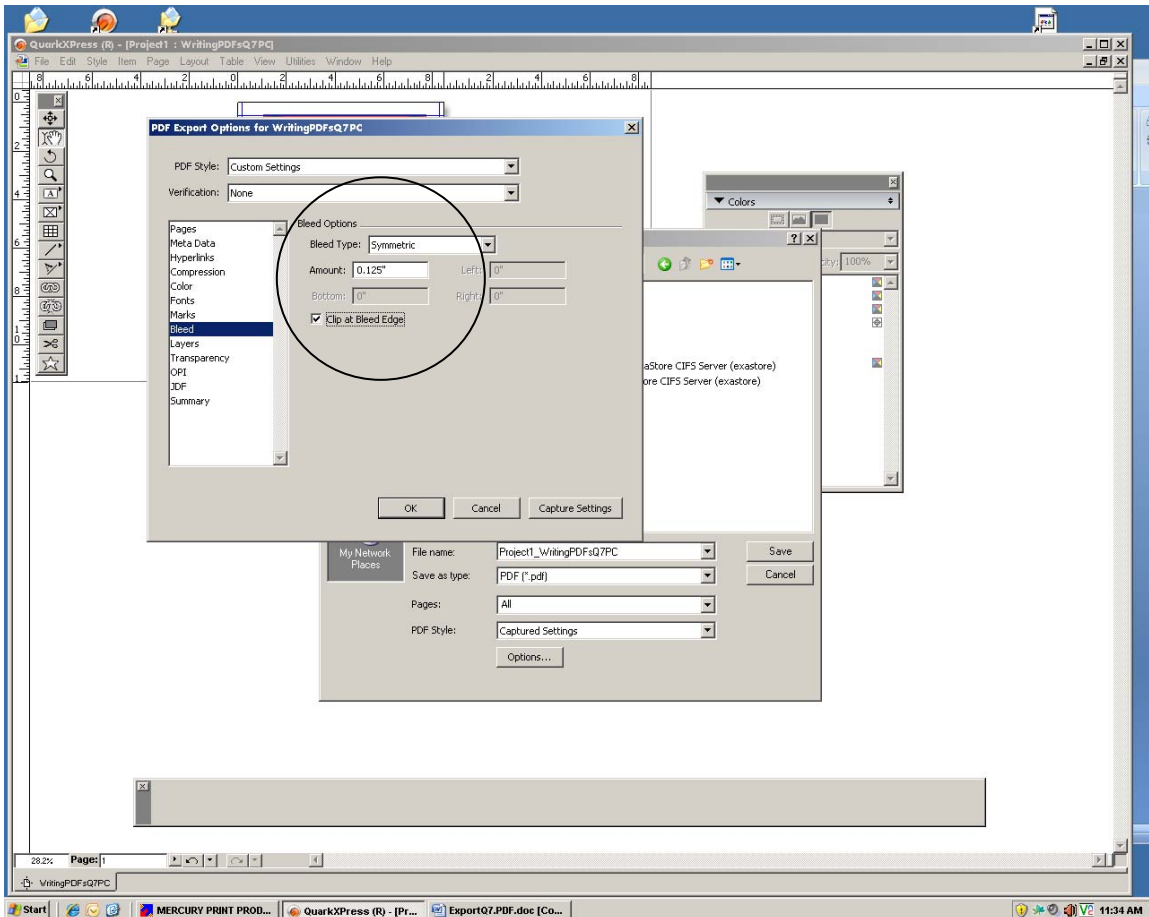 QuarkXPress (R) - [Project1 : WritingPDFsQ7PC]
File Edit Style Item Page Layout Table View Utilities Window Help
PDF Export Options for WritingPDFsQ7PC
PDF Style: Custom Settings
Verification: None
Pages
Meta Data
Hyperlinks
Compression
Color
Fonts
Marks
Bleed
Layers
Transparency
OPI
JDF
Summary
Bleed Options
Bleed Type: Symmetric
Amount: 0.125" Left: 0"
Bottom: 0" Right: 0"
Clip at Bleed Edge
OK Cancel Capture Settings
Colors
100%
aStore CIFS Server (exastore)
ore CIFS Server (exastore)
My Network Places
File name: Project1_WritingPDFsQ7PC Save
Save as type: PDF (*.pdf) Cancel
Pages: All
PDF Style: Captured Settings
Options...
28.2% Page: 1
WritingPDFsQ7PC
Start MERCURY PRINT PROD... QuarkXPress (R) - [Pr... ExportQ7.PDF.doc [Co... 11:34 AM